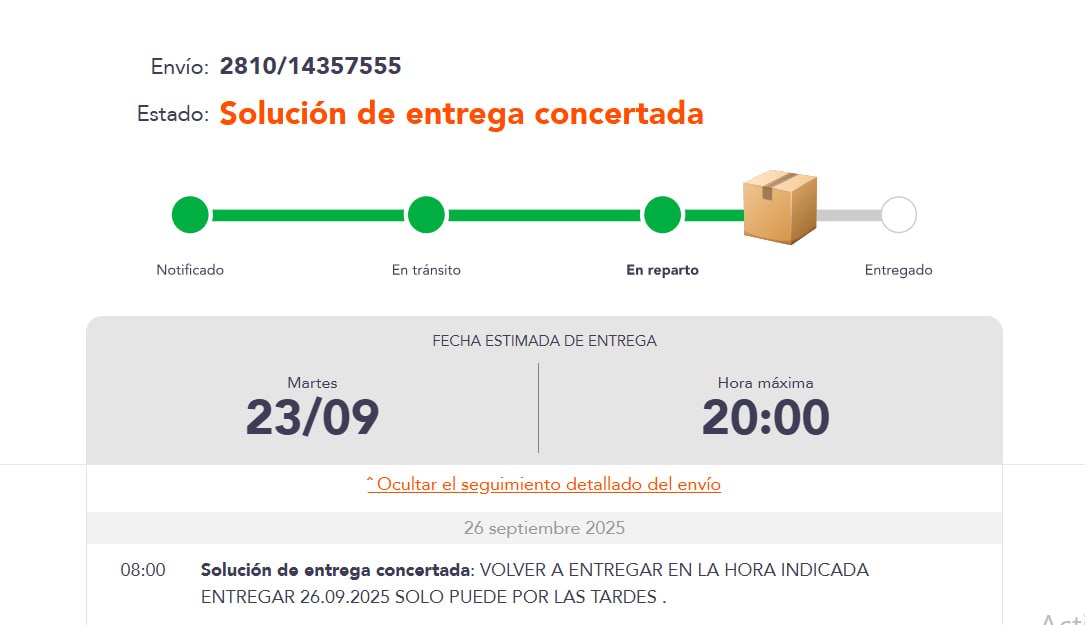 Envío: 2810/14357555
Estado: Solución de entrega concertada
Notificado En tránsito En reparto Entregado
FECHA ESTIMADA DE ENTREGA
Martes Hora máxima
23/09 20:00
ˆ Ocultar el seguimiento detallado del envío
26 septiembre 2025
08:00 Solución de entrega concertada: VOLVER A ENTREGAR EN LA HORA INDICADA
ENTREGAR 26.09.2025 SOLO PUEDE POR LAS TARDES .